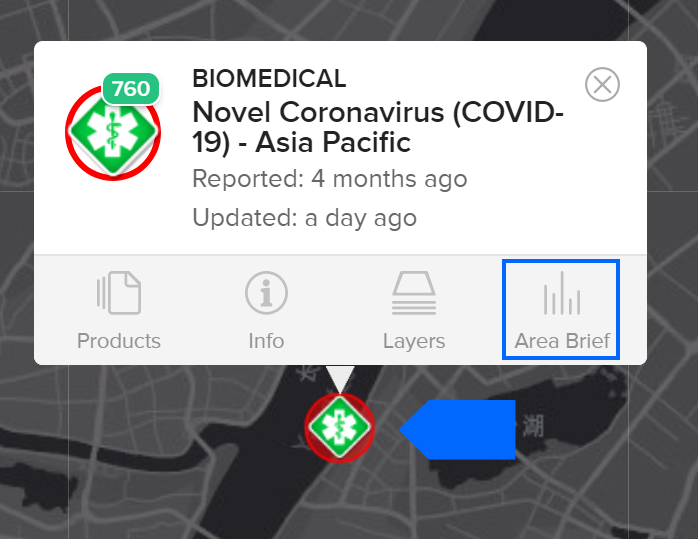 760
BIOMEDICAL
Novel Coronavirus (COVID-
19) - Asia Pacific
Reported: 4 months ago
Updated: a day ago
Products
Info
Layers
Area Brief
长
湖